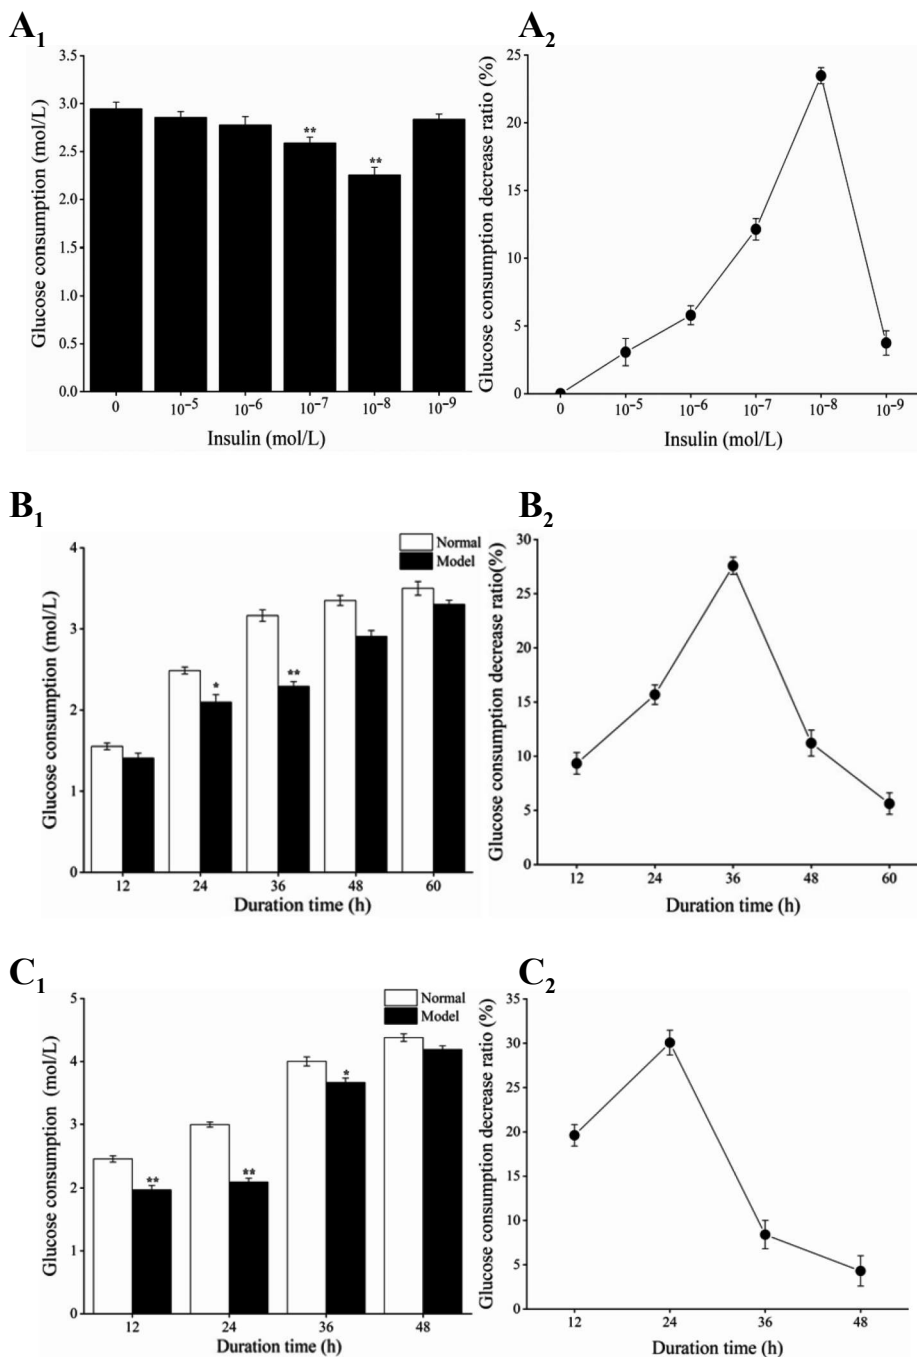 A1
Glucose consumption (mol/L)
3.5
3.0
2.5
2.0
1.5
1.0
0.5
0.0
**
**
0 10⁻⁵ 10⁻⁶ 10⁻⁷ 10⁻⁸ 10⁻⁹
Insulin (mol/L)
A2
Glucose consumption decrease ratio (%)
25
20
15
10
5
0
0 10⁻⁵ 10⁻⁶ 10⁻⁷ 10⁻⁸ 10⁻⁹
Insulin (mol/L)
B1
Glucose consumption (mol/L)
Normal
Model
4
3
2
1
0
*
**
12 24 36 48 60
Duration time (h)
B2
Glucose consumption decrease ratio(%)
30
25
20
15
10
5
0
12 24 36 48 60
Duration time (h)
C1
Glucose consumption (mol/L)
Normal
Model
5
4
3
2
1
0
**
**
*
12 24 36 48
Duration time (h)
C2
Glucose consumption decrease ratio (%)
35
30
25
20
15
10
5
0
12 24 36 48
Duration time (h)